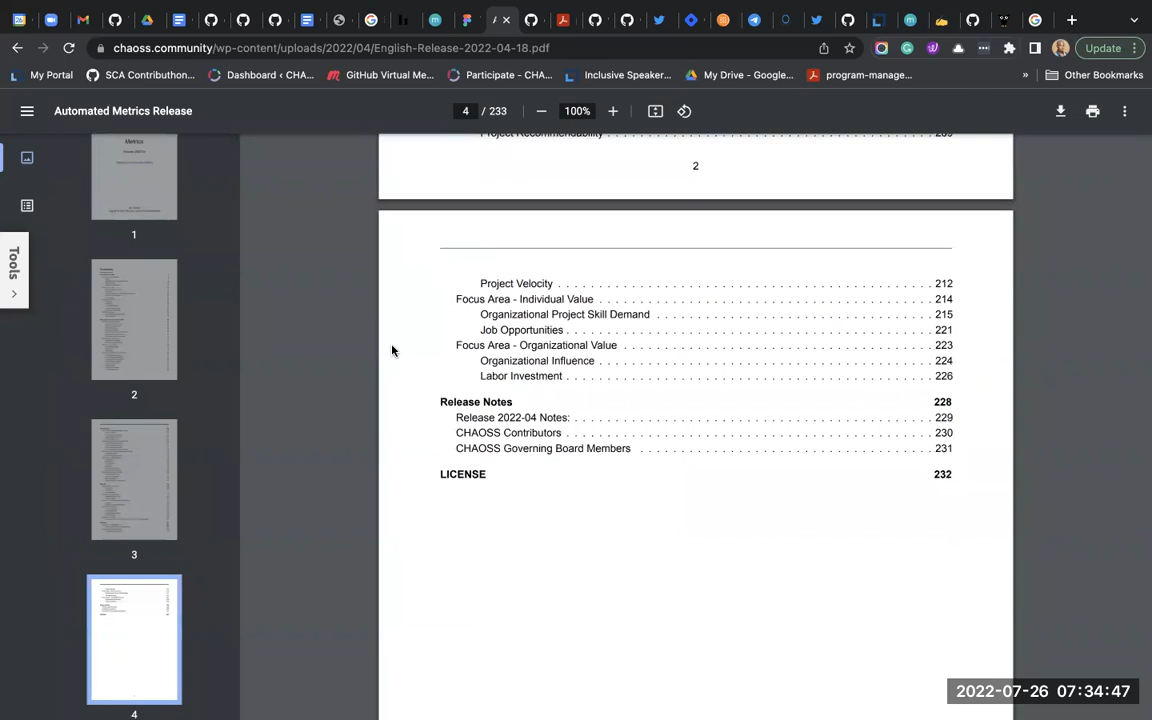 chaoss.community/wp-content/uploads/2022/04/English-Release-2022-04-18.pdf
Update
My Portal
SCA Contributhon...
Dashboard ‹ CHA...
GitHub Virtual Me...
Participate - CHA...
Inclusive Speaker...
My Drive - Google...
program-manage...
»
Other Bookmarks
Automated Metrics Release
4 / 233
100%
Metrics
1
2
3
4
Tools
Project Recommendability . . . 209
2
Project Velocity . . . 212
Focus Area - Individual Value . . . 214
Organizational Project Skill Demand . . . 215
Job Opportunities . . . 221
Focus Area - Organizational Value . . . 223
Organizational Influence . . . 224
Labor Investment . . . 226
Release Notes 228
Release 2022-04 Notes: . . . 229
CHAOSS Contributors . . . 230
CHAOSS Governing Board Members . . . 231
LICENSE 232
2022-07-26 07:34:47